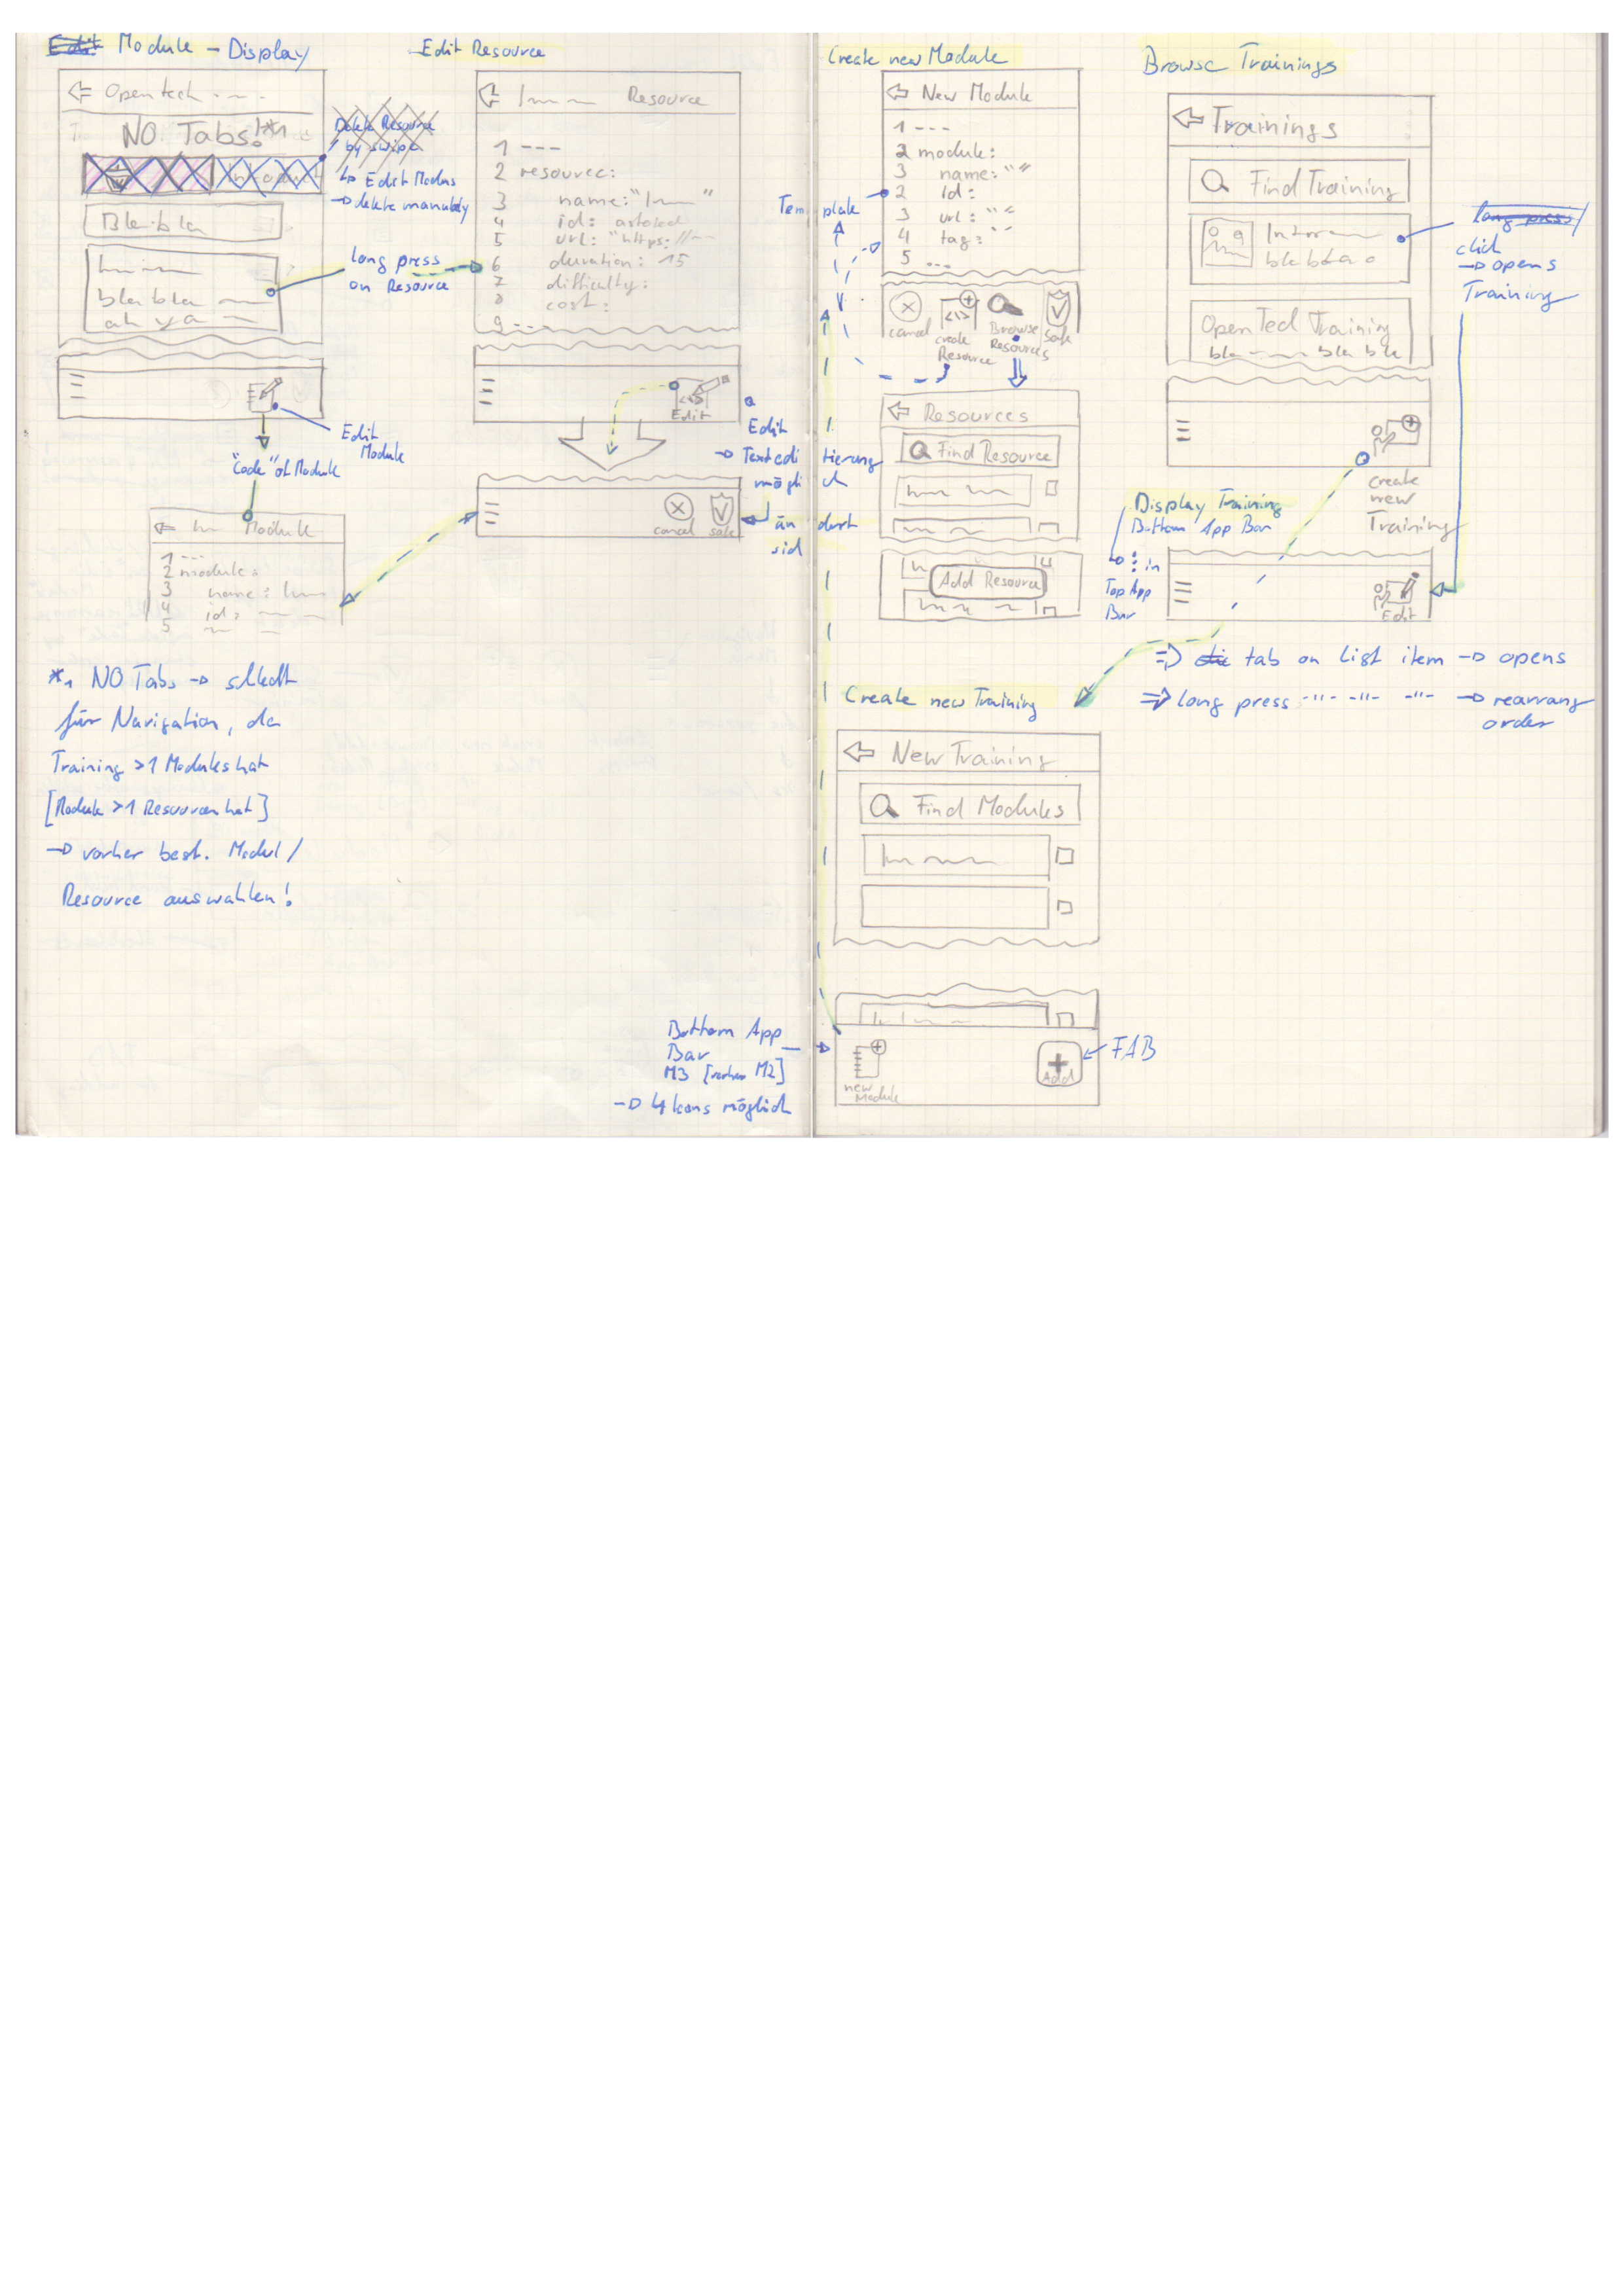 Edit Module – Display
Open tech
NO Tabs! *1
Delete Resource
by swipe
↳ Edit Modus
→ delete manually
Bla bla
bla bla
ah ya
long press
on Resource
Edit
Module
"Code" of Module
Module
1 ---
2 module:
3 name:
4 id:
5
*1 NO Tabs → schlecht
für Navigation, da
Training >1 Modules hat
[Module >1 Resourcen hat]
→ vorher best. Modul /
Resource auswahlen!
Edit Resource
Resource
1 ---
2 resource:
3 name: " "
4 id:
5 url: "https://
6 duration: 15
7 difficulty:
8 cost:
9 ---
Edit
cancel safe
Edit
→ Texteditierung
möglich
ändert
sid
Bottom App
Bar
M3 [vorher M2]
→ 4 Icons möglich
Create new Module
New Module
1 ---
2 module:
3 name: " "
2 id:
3 url: " "
4 tag: " "
5 ---
Template
cancel
create
Resource
Browse
Resources
safe
Resources
Find Resource
Add Resource
Create new Training
New Training
Find Modules
new
Module
Add
FAB
Browse Trainings
Trainings
Find Training
bla bla
Open Ted Training
bla bla bla
long press /
click
→ opens
Training
create
new
Training
Display Training
Bottom App Bar
→ ⋮ in
Top App
Bar
Edit
⇒ tab on list item → opens
⇒ long press -"- -"- -"- → rearrang
order